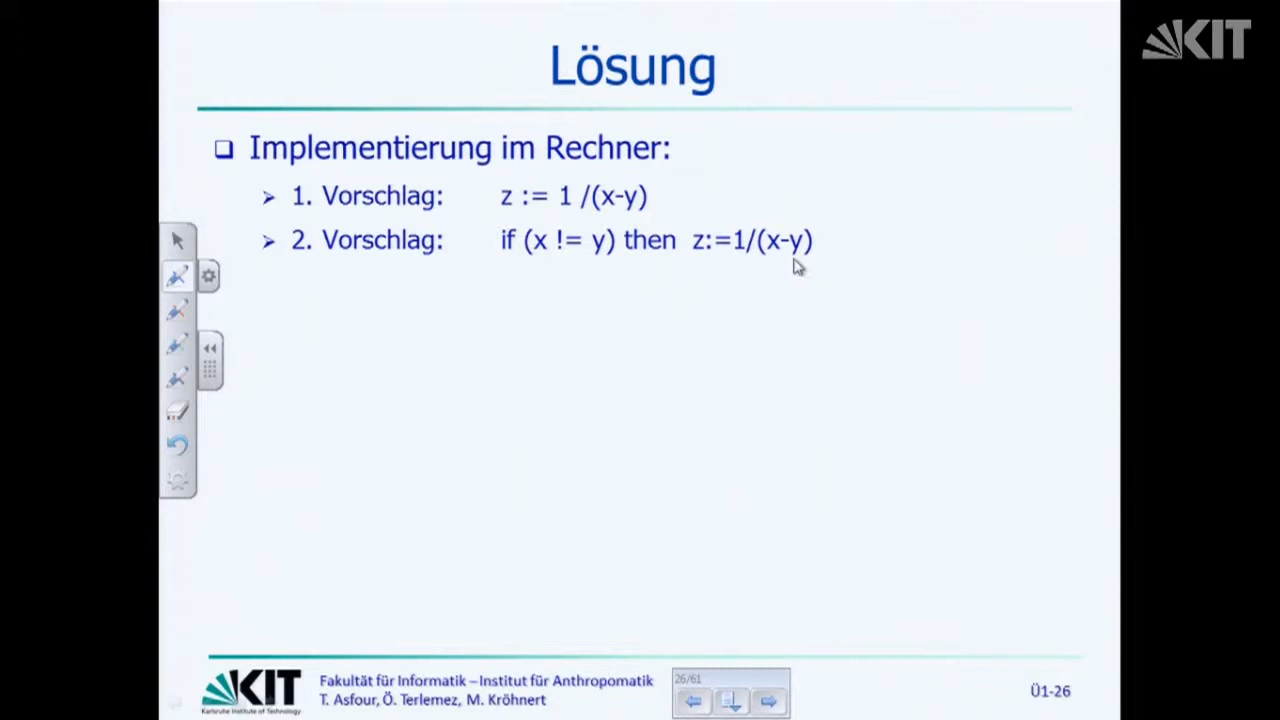 KIT
Lösung
Implementierung im Rechner:
1. Vorschlag: z := 1 /(x-y)
2. Vorschlag: if (x != y) then z:=1/(x-y)
KIT
Karlsruhe Institute of Technology
Fakultät für Informatik – Institut für Anthropomatik
T. Asfour, Ö. Terlemez, M. Kröhnert
26/61
Ü1-26